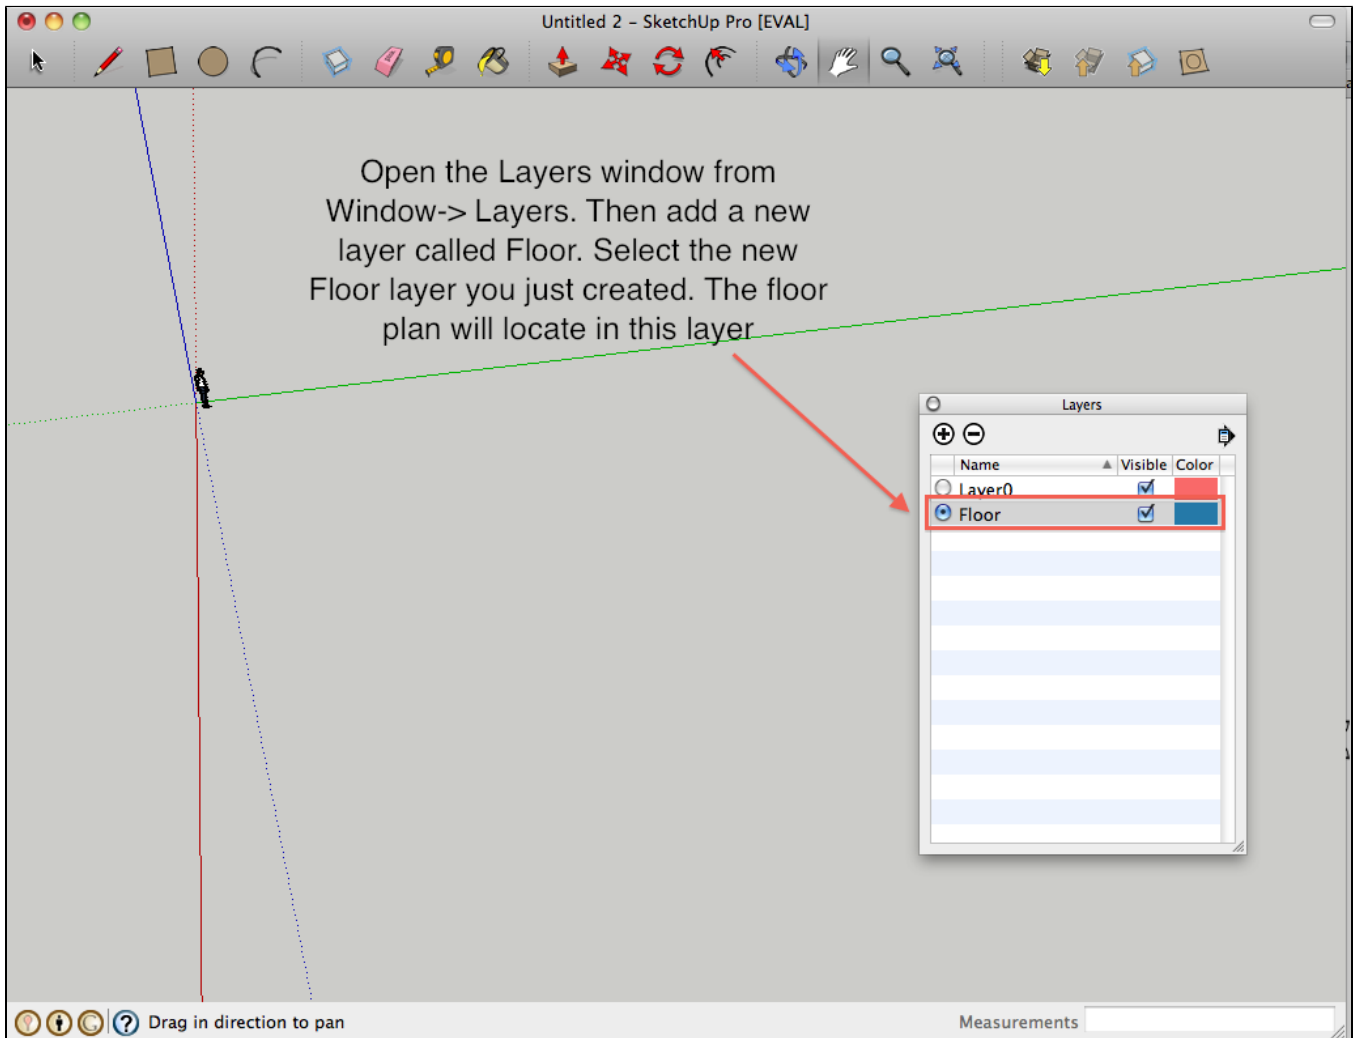 Untitled 2 – SketchUp Pro [EVAL]
Open the Layers window from
Window-> Layers. Then add a new
layer called Floor. Select the new
Floor layer you just created. The floor
plan will locate in this layer
Layers
Name Visible Color
Layer0
Floor
Drag in direction to pan
Measurements